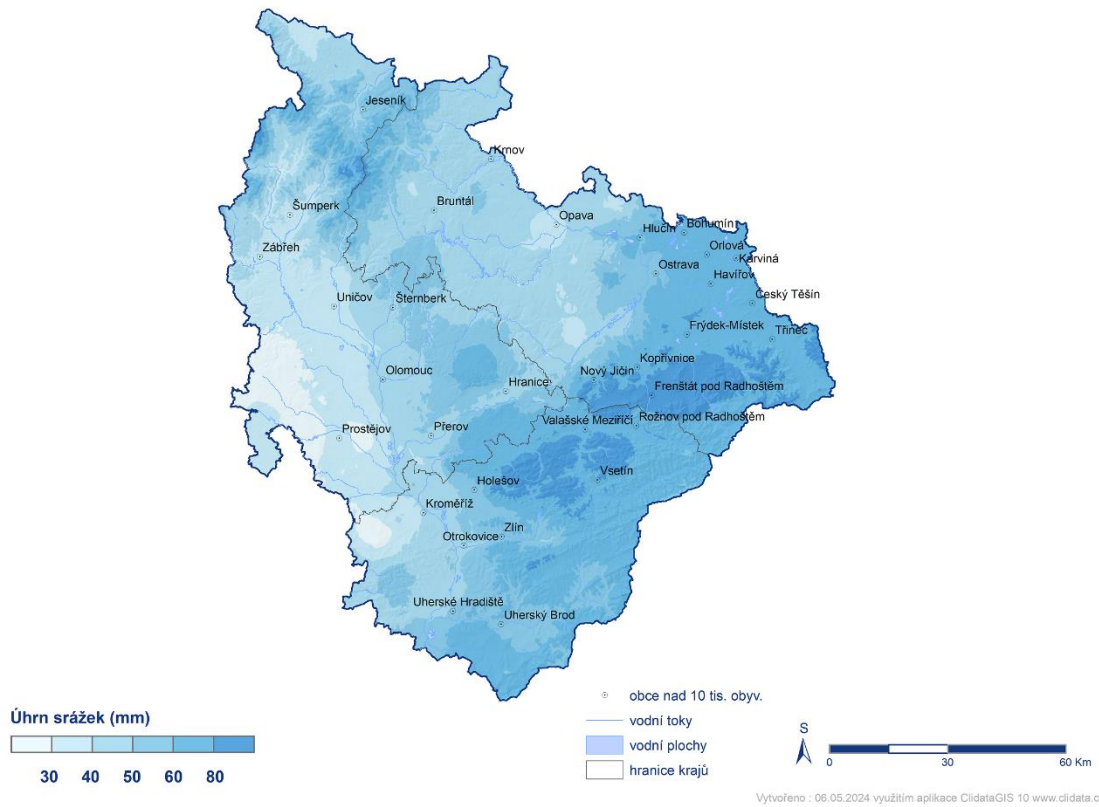 Jeseník
Krnov
Bruntál
Šumperk
Opava
Hlučín
Bohumín
Orlová
Karviná
Zábřeh
Ostrava
Havířov
Uničov
Šternberk
Český Těšín
Frýdek-Místek
Třinec
Kopřivnice
Olomouc
Nový Jičín
Hranice
Frenštát pod Radhoštěm
Valašské Meziříčí
Rožnov pod Radhoštěm
Prostějov
Přerov
Vsetín
Holešov
Kroměříž
Zlín
Otrokovice
Uherské Hradiště
Uherský Brod
Úhrn srážek (mm)
30 40 50 60 80
obce nad 10 tis. obyv.
vodní toky
vodní plochy
hranice krajů
S
0 30 60 Km
Vytvořeno : 06.05.2024 využitím aplikace ClidataGIS 10 www.clidata.c